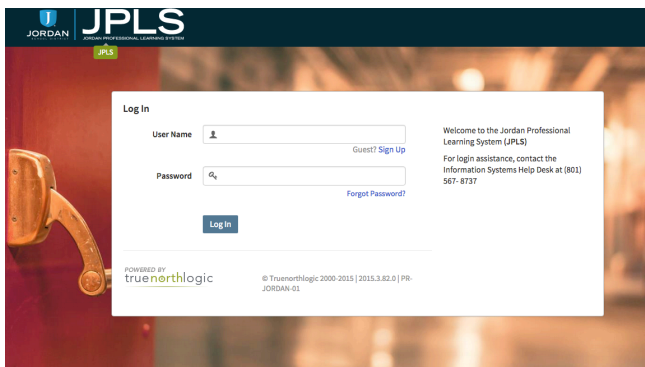 JORDAN
SCHOOL DISTRICT
JPLS
JORDAN PROFESSIONAL LEARNING SYSTEM
JPLS
Log In
User Name
Guest? Sign Up
Password
Forgot Password?
Log In
Welcome to the Jordan Professional
Learning System (JPLS)
For login assistance, contact the
Information Systems Help Desk at (801)
567- 8737
POWERED BY
truenorthlogic
© Truenorthlogic 2000-2015 | 2015.3.82.0 | PR-
JORDAN-01